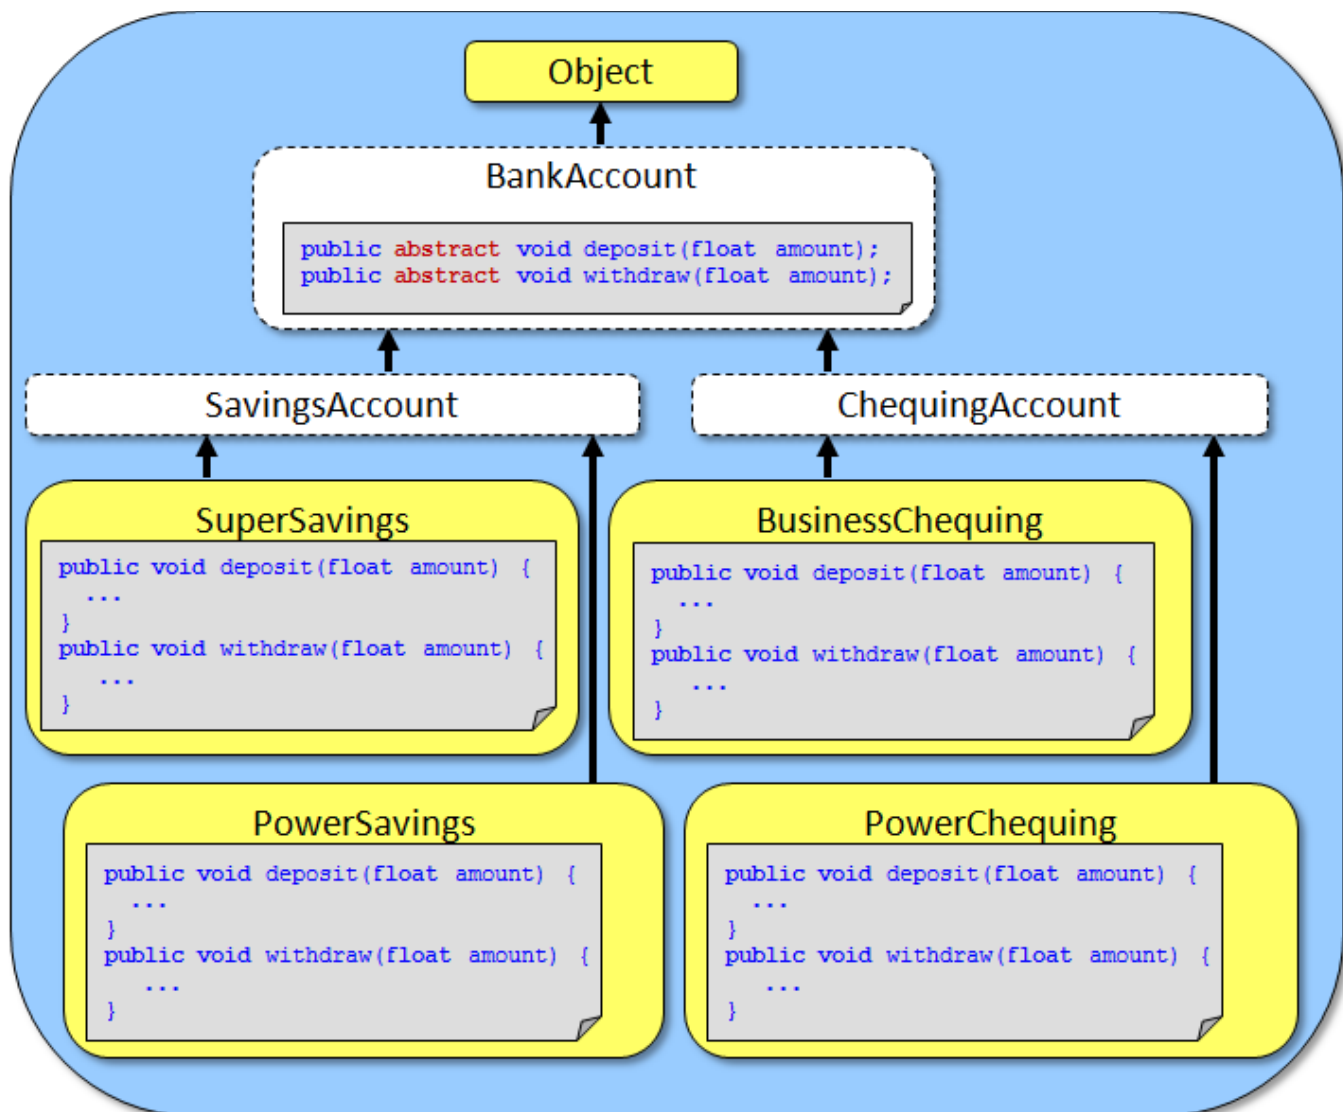 Object
BankAccount
public abstract void deposit(float amount);
public abstract void withdraw(float amount);
SavingsAccount
ChequingAccount
SuperSavings
public void deposit(float amount) {
...
}
public void withdraw(float amount) {
...
}
BusinessChequing
public void deposit(float amount) {
...
}
public void withdraw(float amount) {
...
}
PowerSavings
public void deposit(float amount) {
...
}
public void withdraw(float amount) {
...
}
PowerChequing
public void deposit(float amount) {
...
}
public void withdraw(float amount) {
...
}